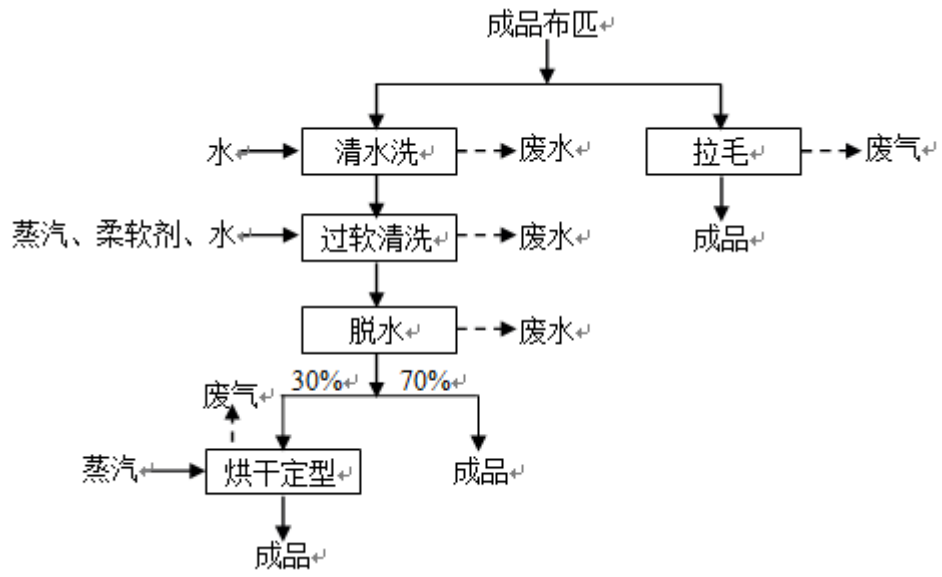 成品布匹
水 清水洗 废水 拉毛 废气
蒸汽、柔软剂、水 过软清洗 废水 成品
脱水 废水
30% 70%
废气
蒸汽 烘干定型 成品
成品